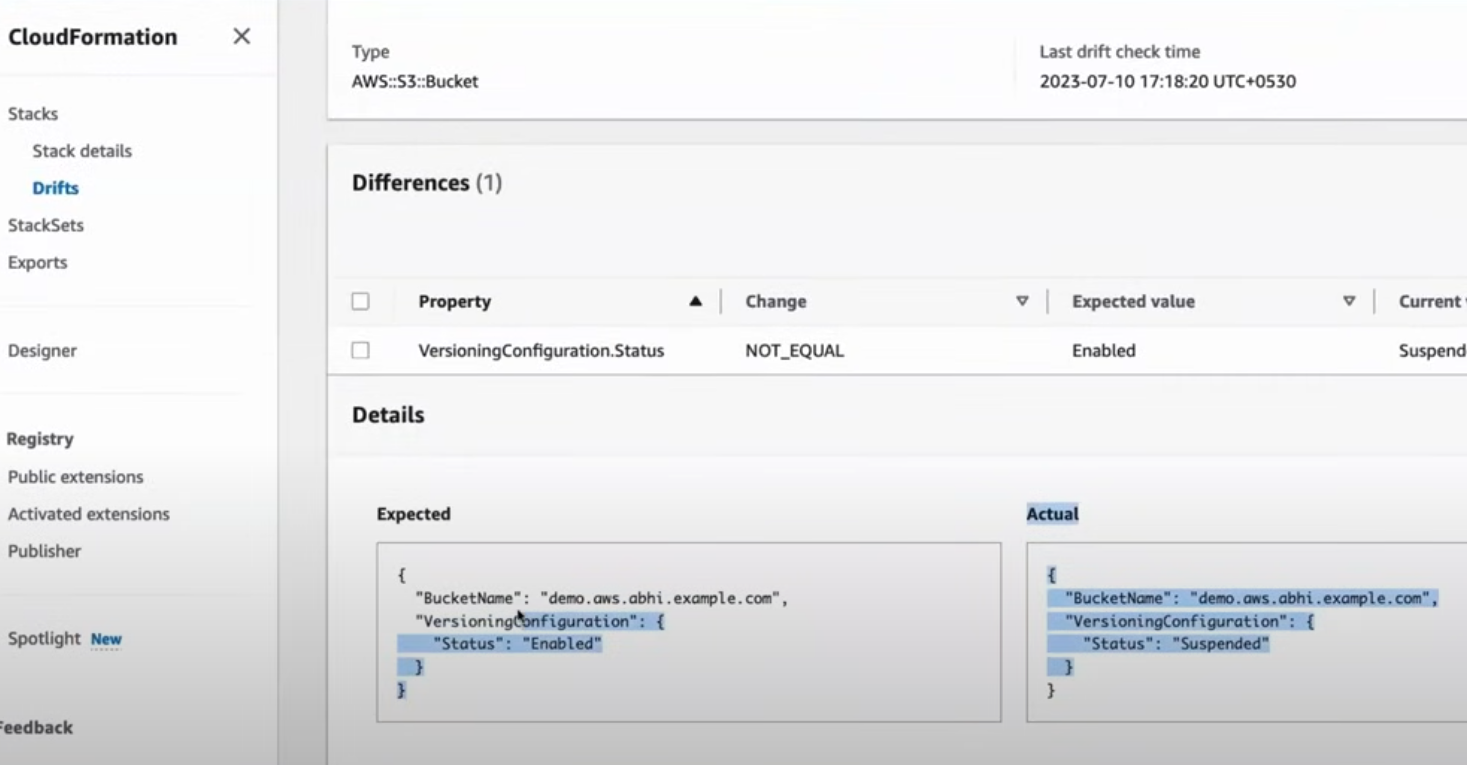 CloudFormation
Stacks
Stack details
Drifts
StackSets
Exports
Designer
Registry
Public extensions
Activated extensions
Publisher
Spotlight New
Feedback
Type
AWS::S3::Bucket
Last drift check time
2023-07-10 17:18:20 UTC+0530
Differences (1)
Property Change Expected value Current
VersioningConfiguration.Status NOT_EQUAL Enabled Suspend
Details
Expected
{
"BucketName": "demo.aws.abhi.example.com",
"VersioningConfiguration": {
"Status": "Enabled"
}
}
Actual
{
"BucketName": "demo.aws.abhi.example.com",
"VersioningConfiguration": {
"Status": "Suspended"
}
}